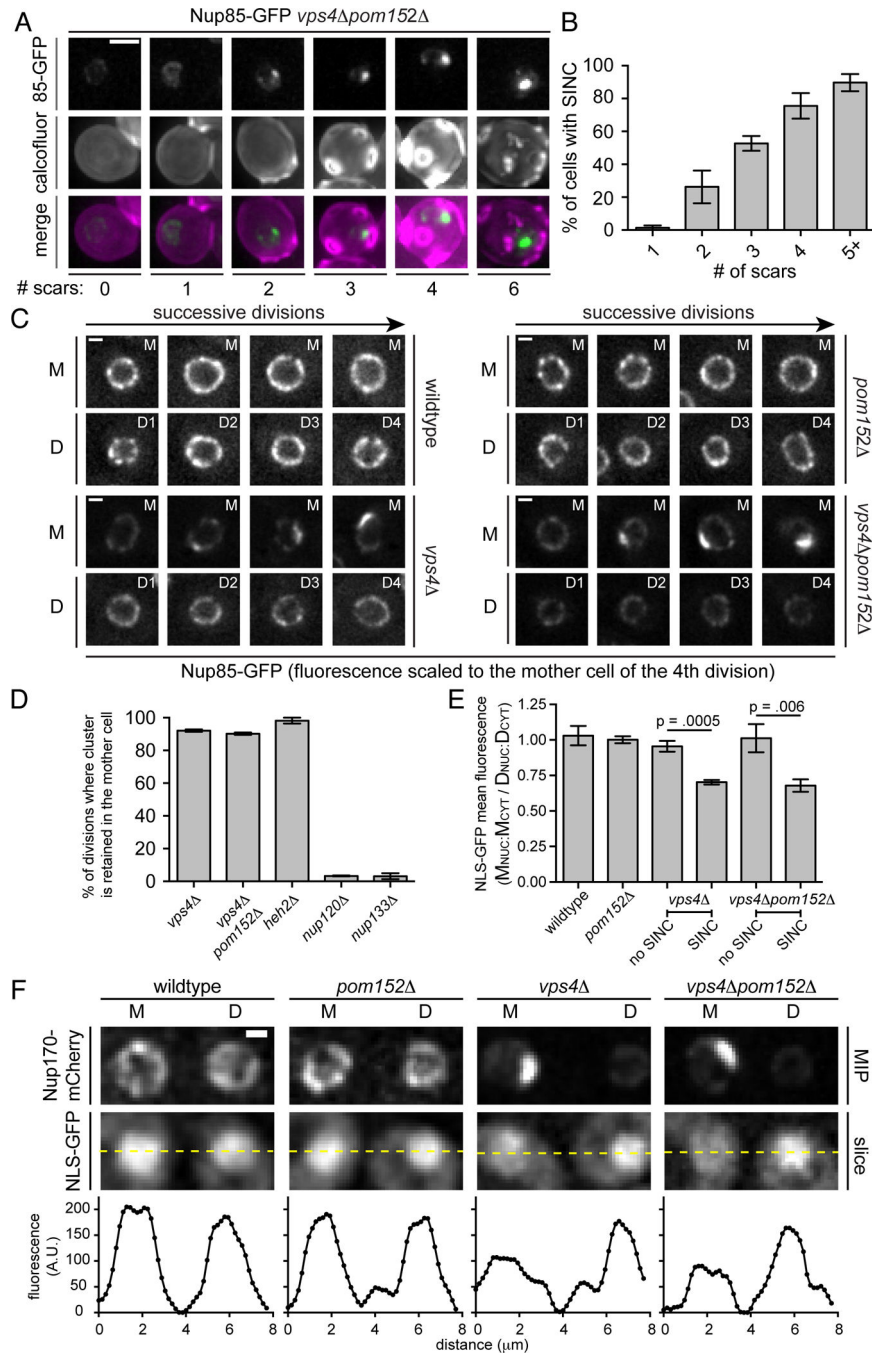 A
Nup85-GFP vps4Δpom152Δ
85-GFP
calcofluor
merge
# scars: 0 1 2 3 4 6
B
% of cells with SINC
100
80
60
40
20
0
1 2 3 4 5+
# of scars
C
successive divisions
M M M M M
D D1 D2 D3 D4
wildtype
M M M M M
D D1 D2 D3 D4
vps4Δ
successive divisions
M M M M M
D D1 D2 D3 D4
pom152Δ
M M M M M
D D1 D2 D3 D4
vps4Δpom152Δ
Nup85-GFP (fluorescence scaled to the mother cell of the 4th division)
D
% of divisions where cluster
is retained in the mother cell
100
80
60
40
20
0
vps4Δ
vps4Δ
pom152Δ
heh2Δ
nup120Δ
nup133Δ
E
NLS-GFP mean fluorescence
(MNUC:MCYT / DNUC:DCYT)
1.25
1.00
0.75
0.50
0.25
0.00
p = .0005
p = .006
wildtype
pom152Δ
vps4Δ
no SINC
SINC
vps4Δpom152Δ
no SINC
SINC
F
wildtype pom152Δ vps4Δ vps4Δpom152Δ
M D M D M D M D
Nup170-
mCherry
MIP
NLS-GFP
slice
fluorescence
(A.U.)
200
150
100
50
0
0 2 4 6 8 0 2 4 6 8 0 2 4 6 8 0 2 4 6 8
distance (μm)